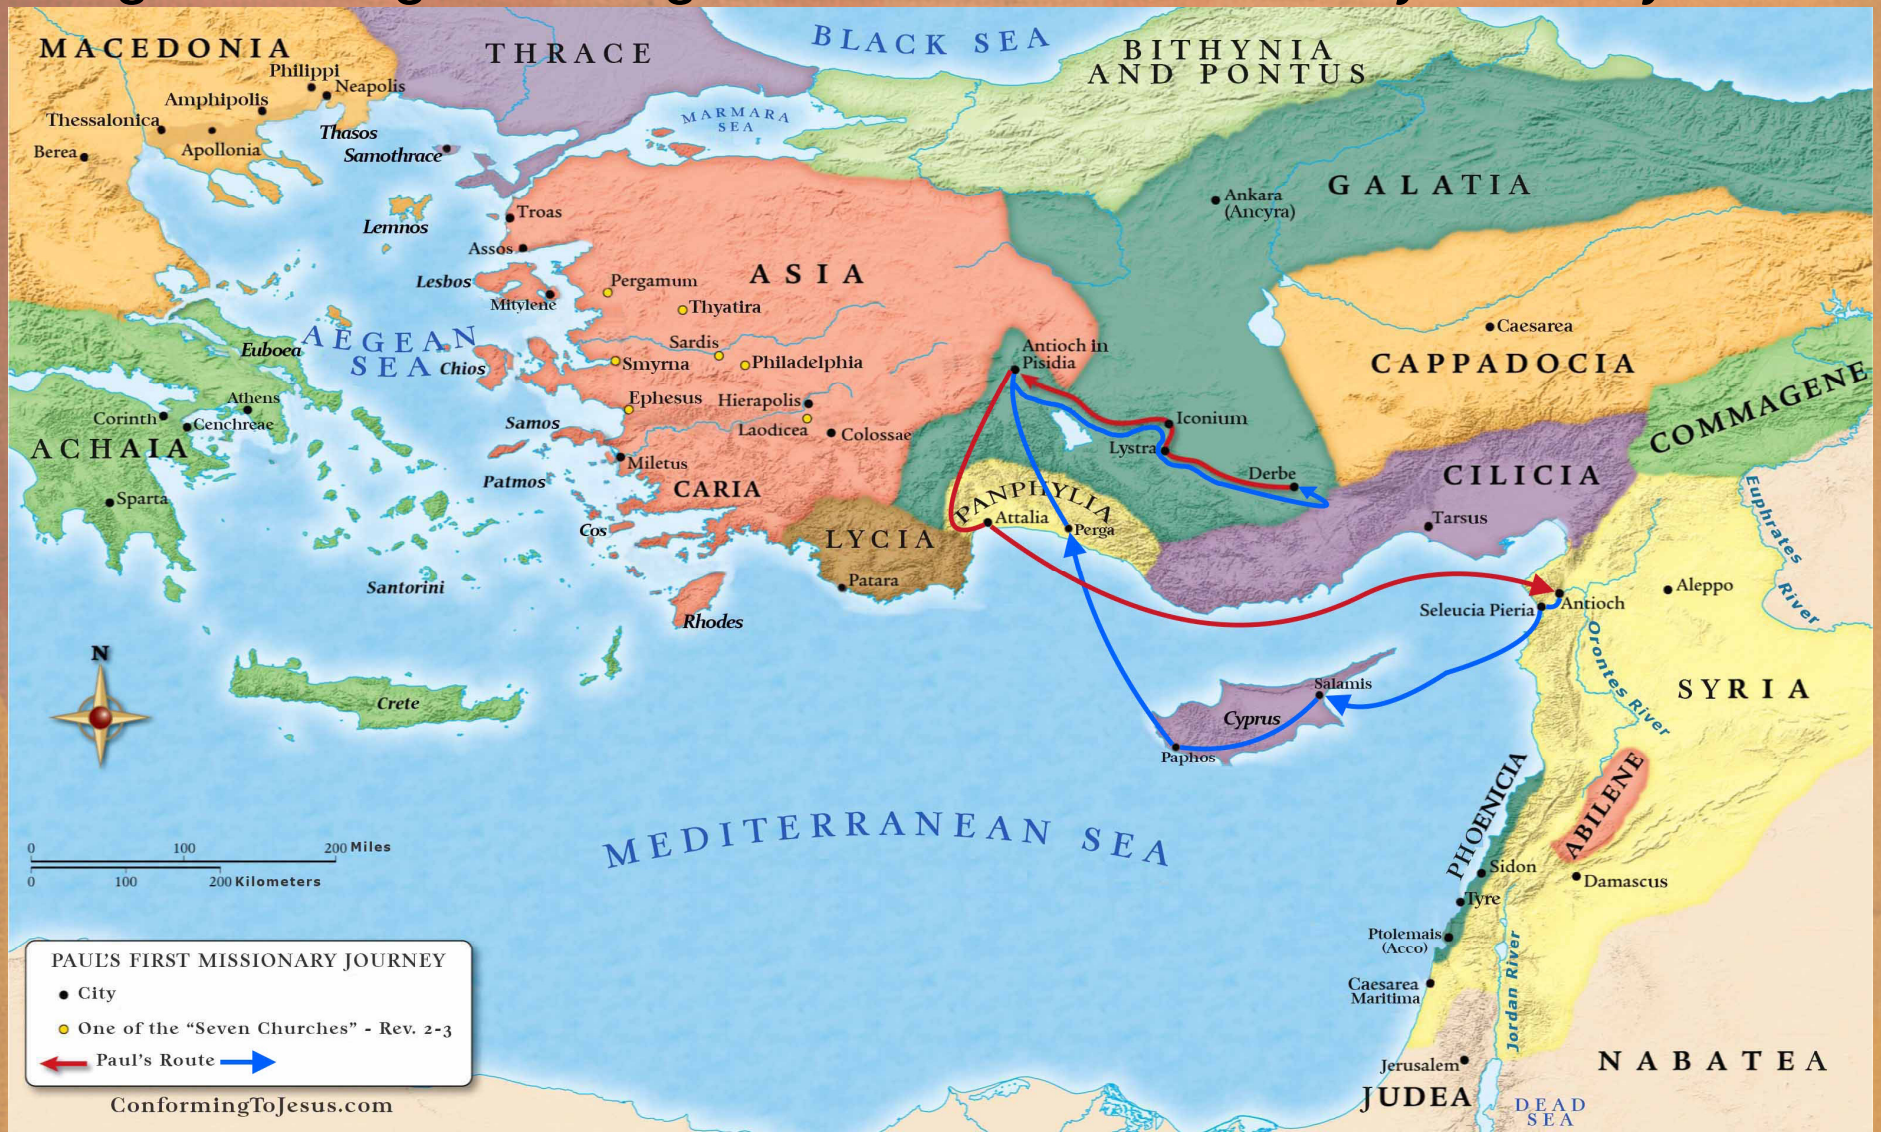 MACEDONIA
THRACE
BLACK SEA
BITHYNIA
AND PONTUS
Philippi
Neapolis
Amphipolis
Thessalonica
Apollonia
Berea
Thasos
Samothrace
MARMARA
SEA
GALATIA
Ankara
(Ancyra)
Lemnos
Troas
Assos
Lesbos
Mitylene
Pergamum
ASIA
Thyatira
AEGEAN
SEA
Euboea
Chios
Sardis
Smyrna
Philadelphia
Antioch in
Pisidia
Caesarea
CAPPADOCIA
COMMAGENE
Athens
Corinth
Cenchreae
ACHAIA
Sparta
Ephesus
Hierapolis
Laodicea
Colossae
Samos
Miletus
Patmos
CARIA
Cos
Iconium
Lystra
Derbe
CILICIA
Tarsus
PANPHYLIA
Attalia
Perga
LYCIA
Patara
Santorini
Rhodes
Euphrates
River
Aleppo
Seleucia Pieria
Antioch
Orontes River
SYRIA
N
Crete
Salamis
Cyprus
Paphos
MEDITERRANEAN SEA
PHOENICIA
ABILENE
Sidon
Damascus
Tyre
Ptolemais
(Acco)
Caesarea
Maritima
Jordan River
Jerusalem
JUDEA
NABATEA
DEAD
SEA
0 100 200 Miles
0 100 200 Kilometers
PAUL'S FIRST MISSIONARY JOURNEY
City
One of the “Seven Churches” - Rev. 2-3
Paul's Route
ConformingToJesus.com